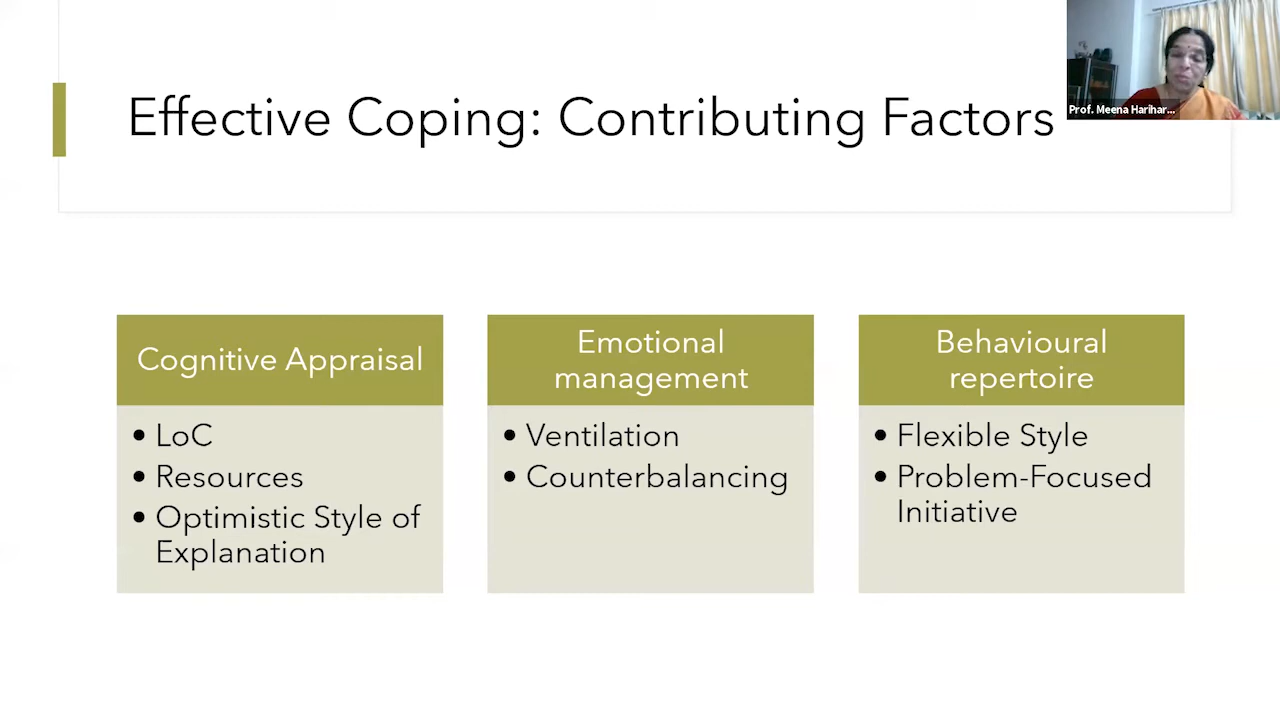 Effective Coping: Contributing Factors
Prof. Meena Harihar...
Cognitive Appraisal
• LoC
• Resources
• Optimistic Style of
Explanation
Emotional
management
• Ventilation
• Counterbalancing
Behavioural
repertoire
• Flexible Style
• Problem-Focused
Initiative